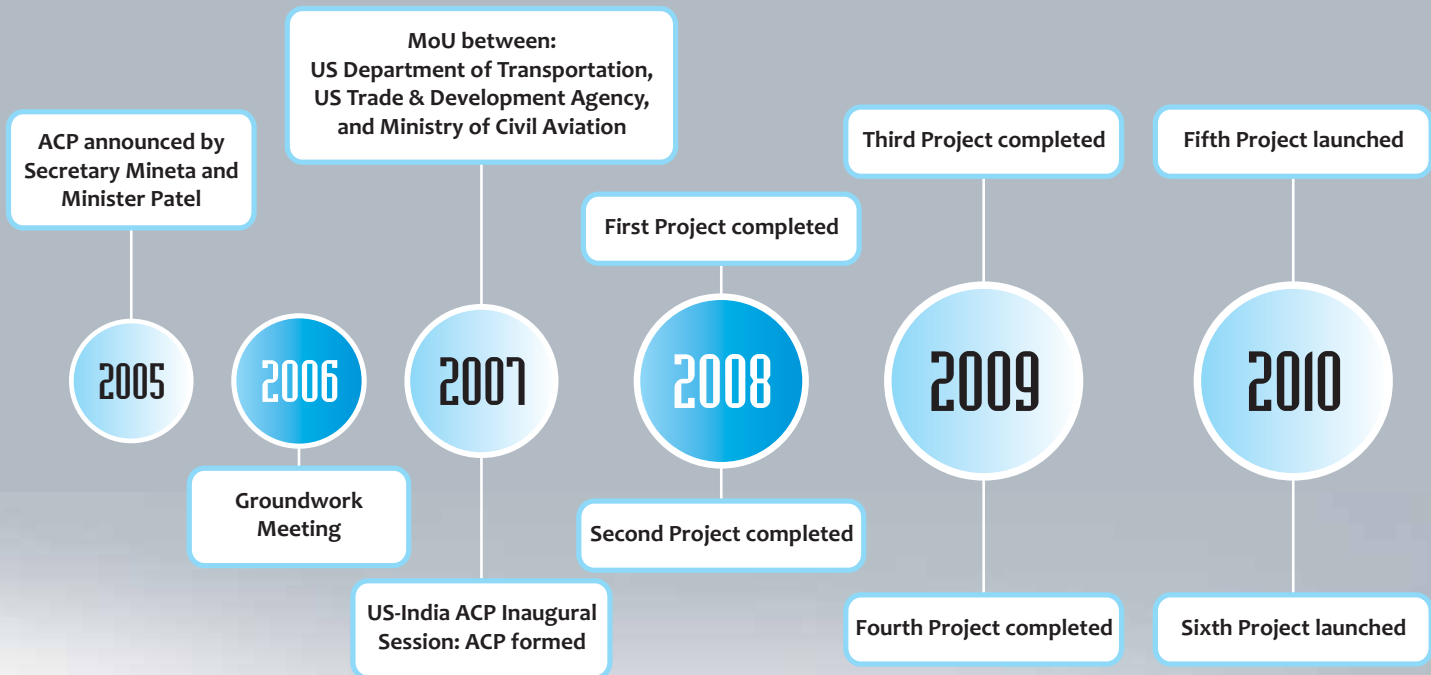 MoU between:
US Department of Transportation,
US Trade & Development Agency,
and Ministry of Civil Aviation
ACP announced by
Secretary Mineta and
Minister Patel
Third Project completed
Fifth Project launched
First Project completed
2005
2006
2007
2008
2009
2010
Groundwork
Meeting
Second Project completed
US-India ACP Inaugural
Session: ACP formed
Fourth Project completed
Sixth Project launched